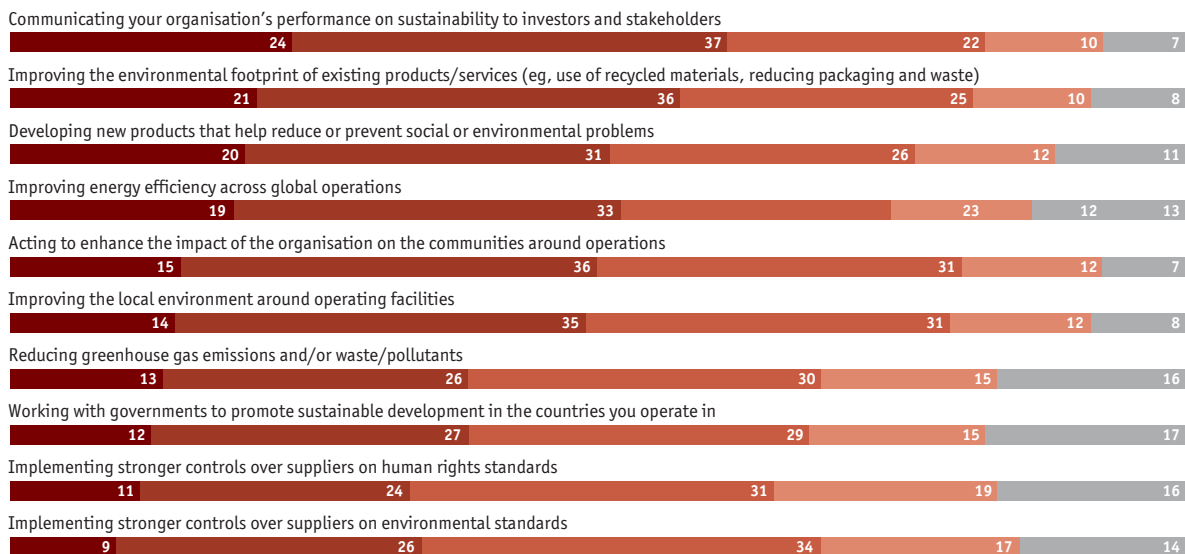 Communicating your organisation’s performance on sustainability to investors and stakeholders
24 37 22 10 7
Improving the environmental footprint of existing products/services (eg, use of recycled materials, reducing packaging and waste)
21 36 25 10 8
Developing new products that help reduce or prevent social or environmental problems
20 31 26 12 11
Improving energy efficiency across global operations
19 33 23 12 13
Acting to enhance the impact of the organisation on the communities around operations
15 36 31 12 7
Improving the local environment around operating facilities
14 35 31 12 8
Reducing greenhouse gas emissions and/or waste/pollutants
13 26 30 15 16
Working with governments to promote sustainable development in the countries you operate in
12 27 29 15 17
Implementing stronger controls over suppliers on human rights standards
11 24 31 19 16
Implementing stronger controls over suppliers on environmental standards
9 26 34 17 14